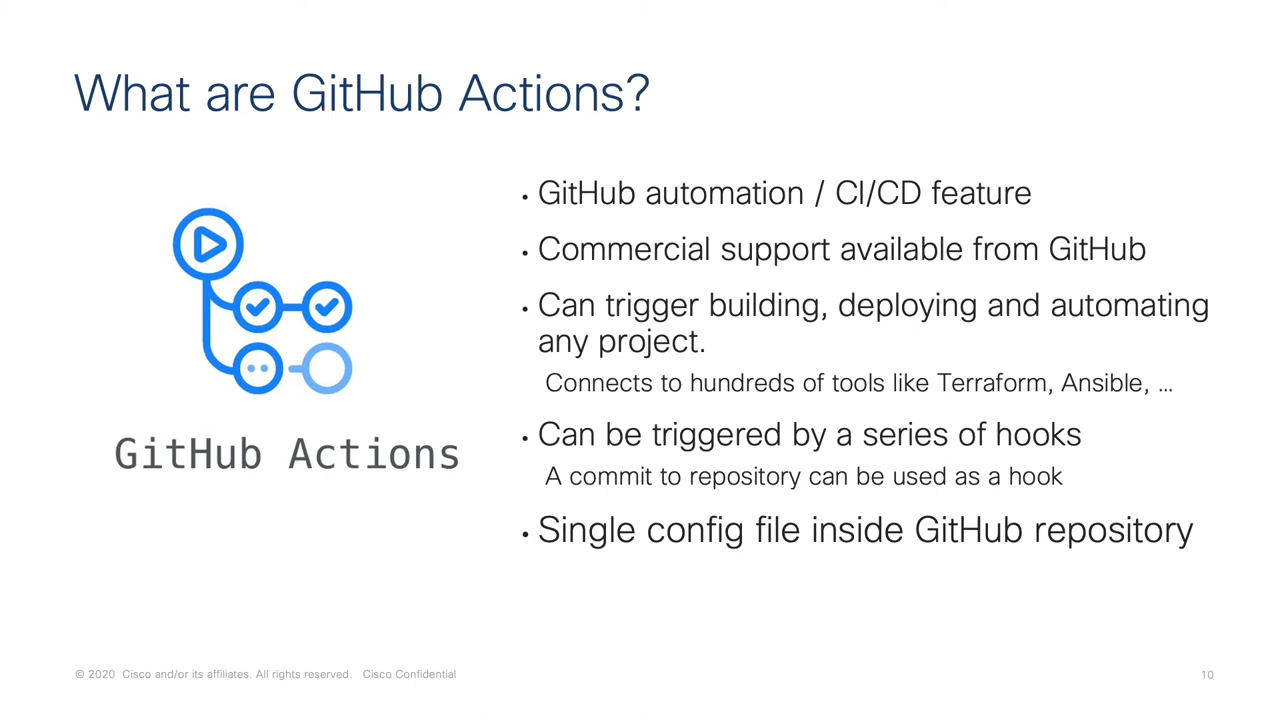 What are GitHub Actions?
GitHub Actions
• GitHub automation / CI/CD feature
• Commercial support available from GitHub
• Can trigger building, deploying and automating
any project.
Connects to hundreds of tools like Terraform, Ansible, ...
• Can be triggered by a series of hooks
A commit to repository can be used as a hook
• Single config file inside GitHub repository
© 2020 Cisco and/or its affiliates. All rights reserved. Cisco Confidential
10